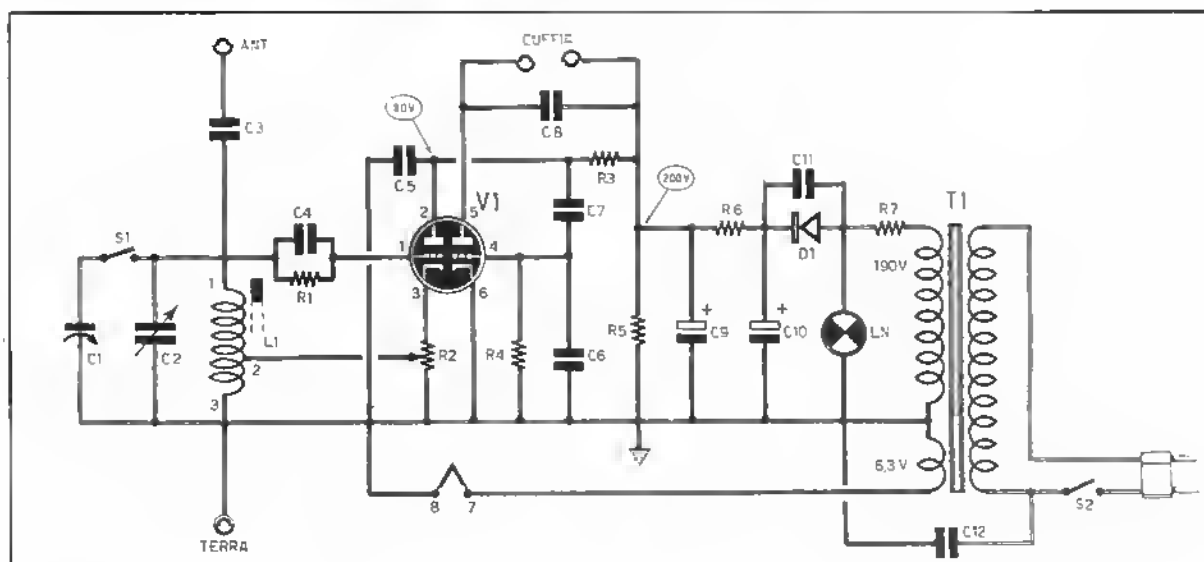 ANT
CUFFIA
C3
80V
C8
C5
R3
C11
V1
200V
T1
R6
R7
C7
2
5
C4
D1
190V
S1
1
4
1
R1
3
6
C1
C2
L1
2
R2
R4
C6
R5
+
C9
+
C10
LN
3
6,3 V
8
7
S2
TERRA
C12